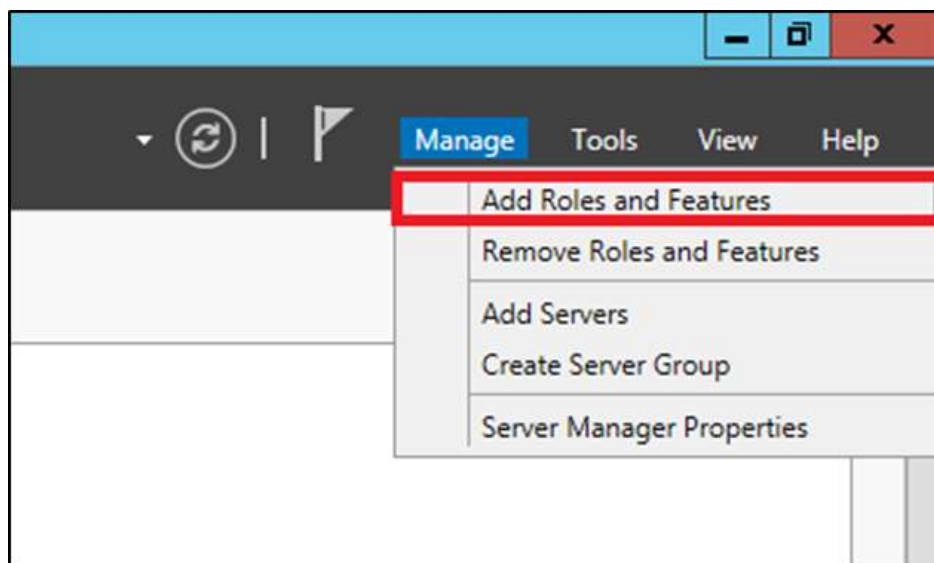 Manage Tools View Help
Add Roles and Features
Remove Roles and Features
Add Servers
Create Server Group
Server Manager Properties